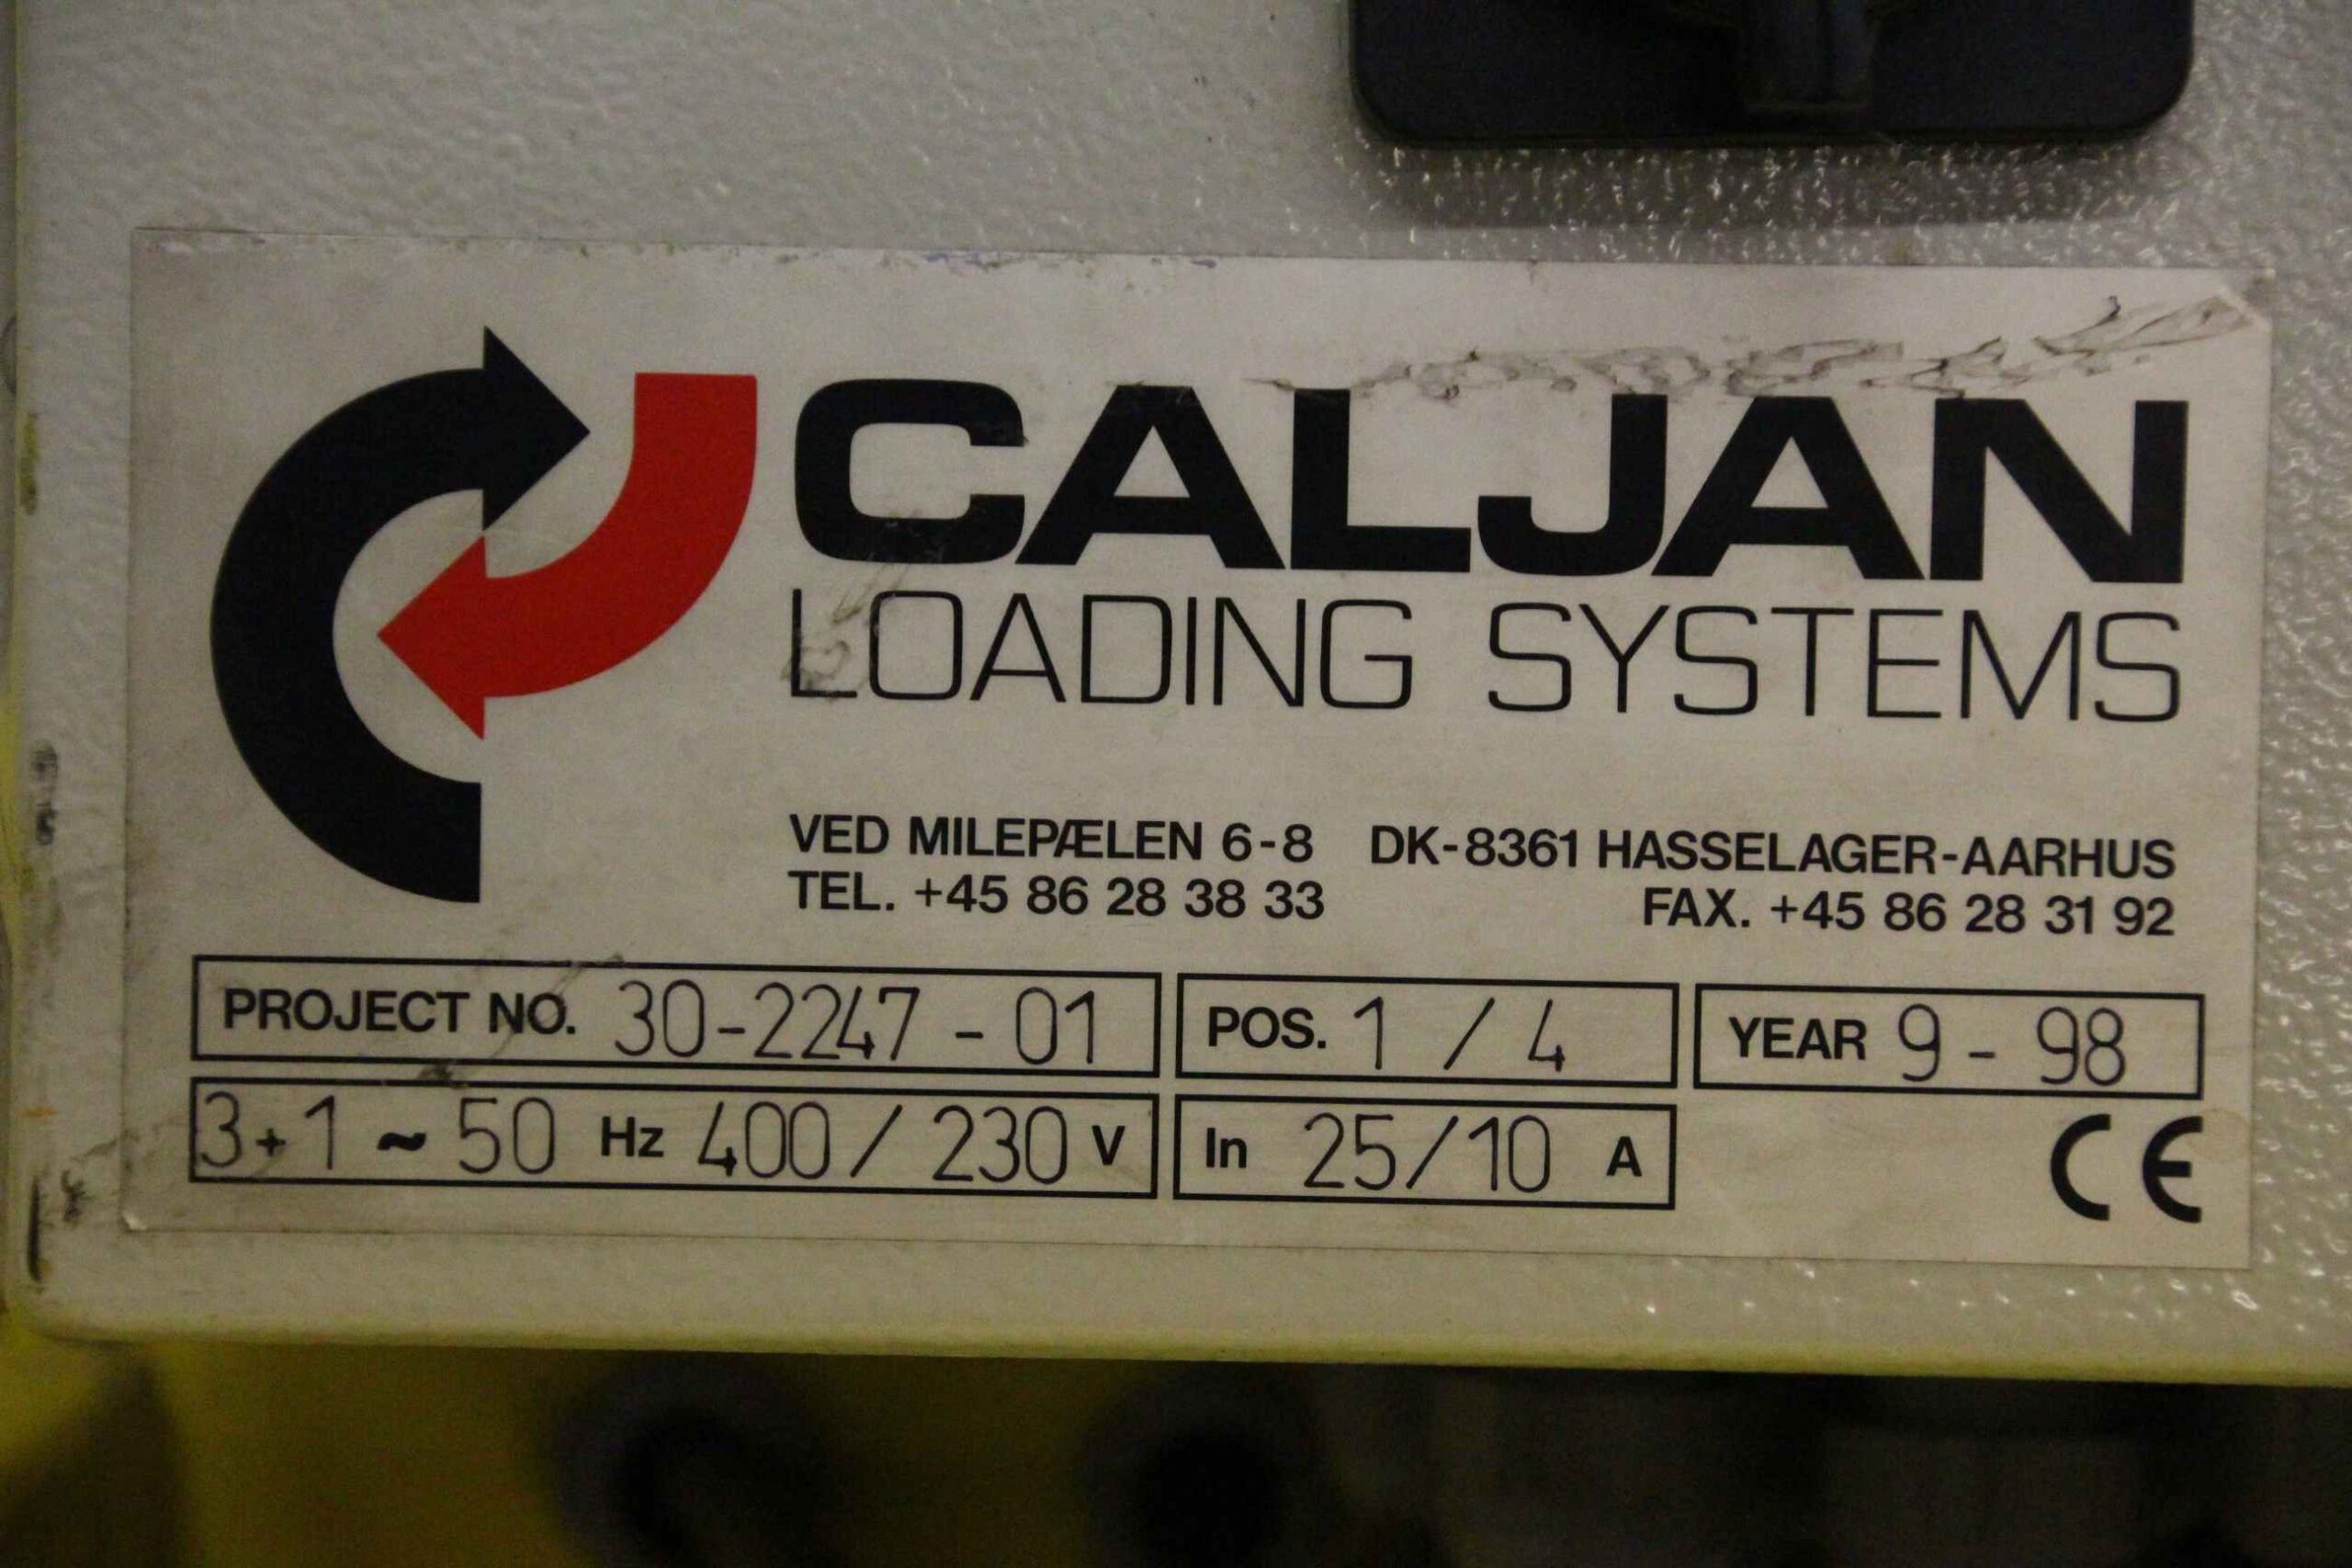 CALJAN
LOADING SYSTEMS
VED MILEPÆLEN 6-8 DK-8361 HASSELAGER-AARHUS
TEL. +45 86 28 38 33 FAX. +45 86 28 31 92
PROJECT NO. 30-2247-01 POS. 1 / 4 YEAR 9 - 98
3+1 ~ 50 Hz 400 / 230 V In 25/10 A CE